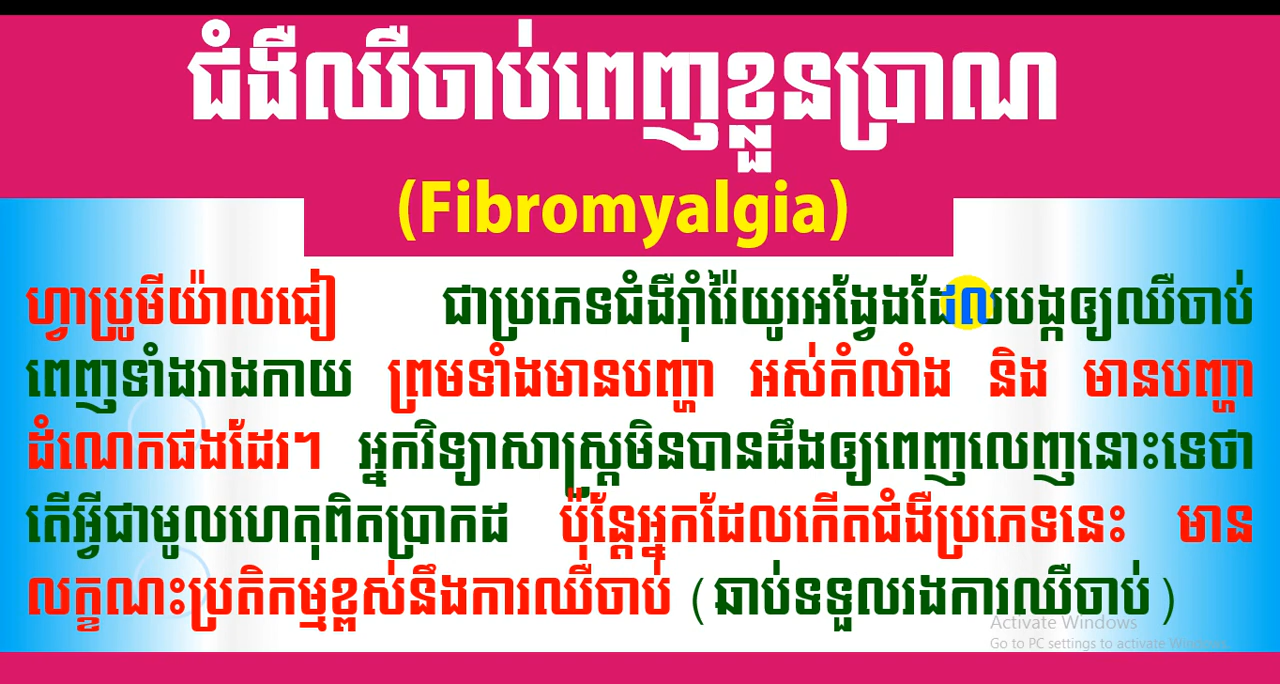 ជំងឺឈឺចាប់ពេញខ្លួនប្រាណ
(Fibromyalgia)
ហ្វាប្រូមីយ៉ាលជៀ ជាប្រភេទជំងឺរ៉ាំរ៉ៃយូរអង្វែងដែលបង្កឲ្យឈឺចាប់
ពេញទាំងរាងកាយ ព្រមទាំងមានបញ្ហា អស់កំលាំង និង មានបញ្ហា
ដំណេកផងដែរ។ អ្នកវិទ្យាសាស្ត្រមិនបានដឹងឲ្យពេញលេញនោះទេថា
តើអ្វីជាមូលហេតុពិតប្រាកដ ប៉ុន្តែអ្នកដែលកើតជំងឺប្រភេទនេះ មាន
លក្ខណះប្រតិកម្មខ្ពស់នឹងការឈឺចាប់ (ឆាប់ទទួលរងការឈឺចាប់)
Activate Windows
Go to PC settings to activate Windows.